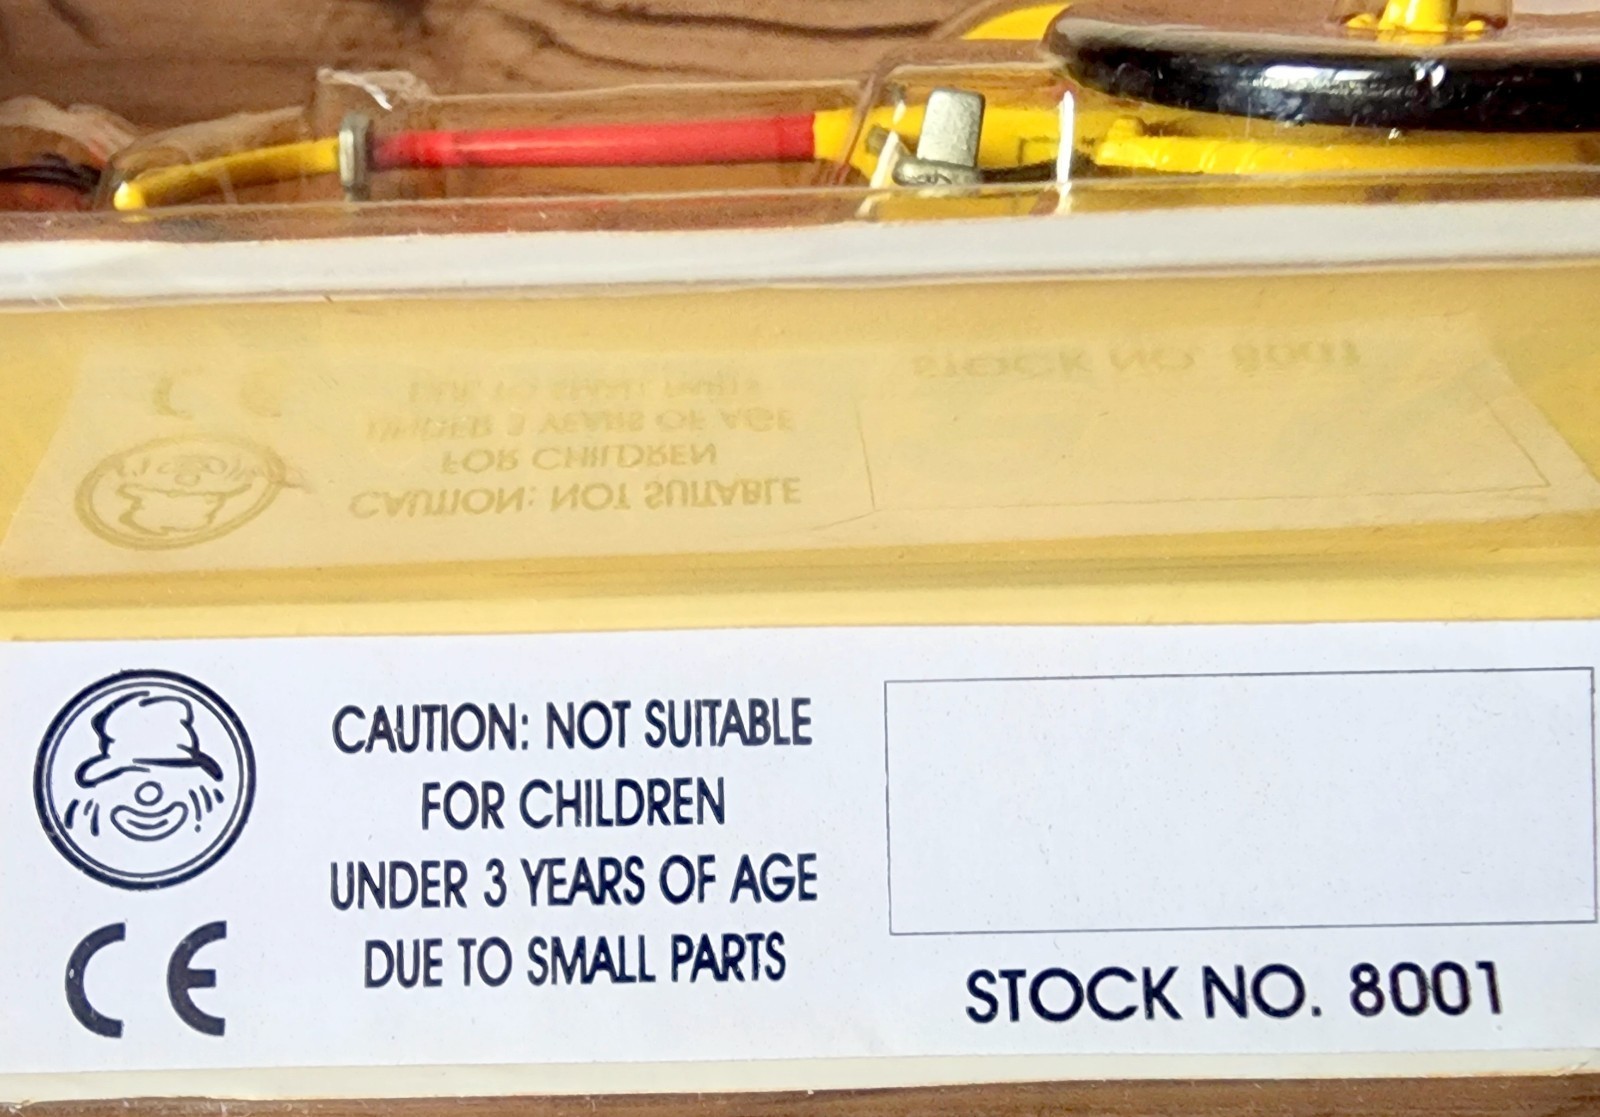 CAUTION: NOT SUITABLE
FOR CHILDREN
UNDER 3 YEARS OF AGE
DUE TO SMALL PARTS
CE
STOCK NO. 8001